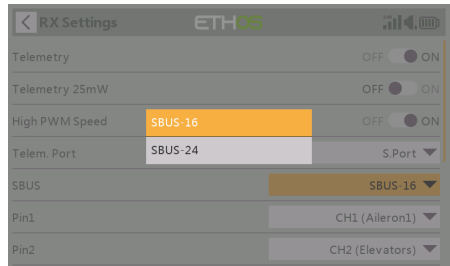 RX Settings ETHOS
Telemetry OFF ON
Telemetry 25mW OFF ON
High PWM Speed OFF ON
SBUS-16
SBUS-24
Telem. Port S.Port
SBUS SBUS-16
Pin1 CH1 (Aileron1)
Pin2 CH2 (Elevators)